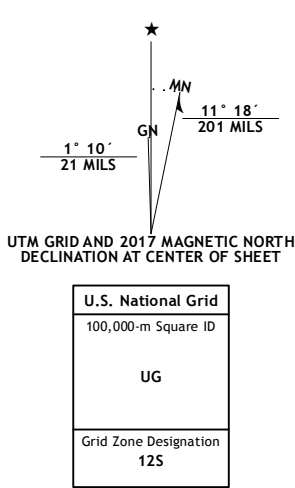 MN
11° 18´
201 MILS
GN
1° 10´
21 MILS
UTM GRID AND 2017 MAGNETIC NORTH
DECLINATION AT CENTER OF SHEET
U.S. National Grid
100,000-m Square ID
UG
Grid Zone Designation
12S